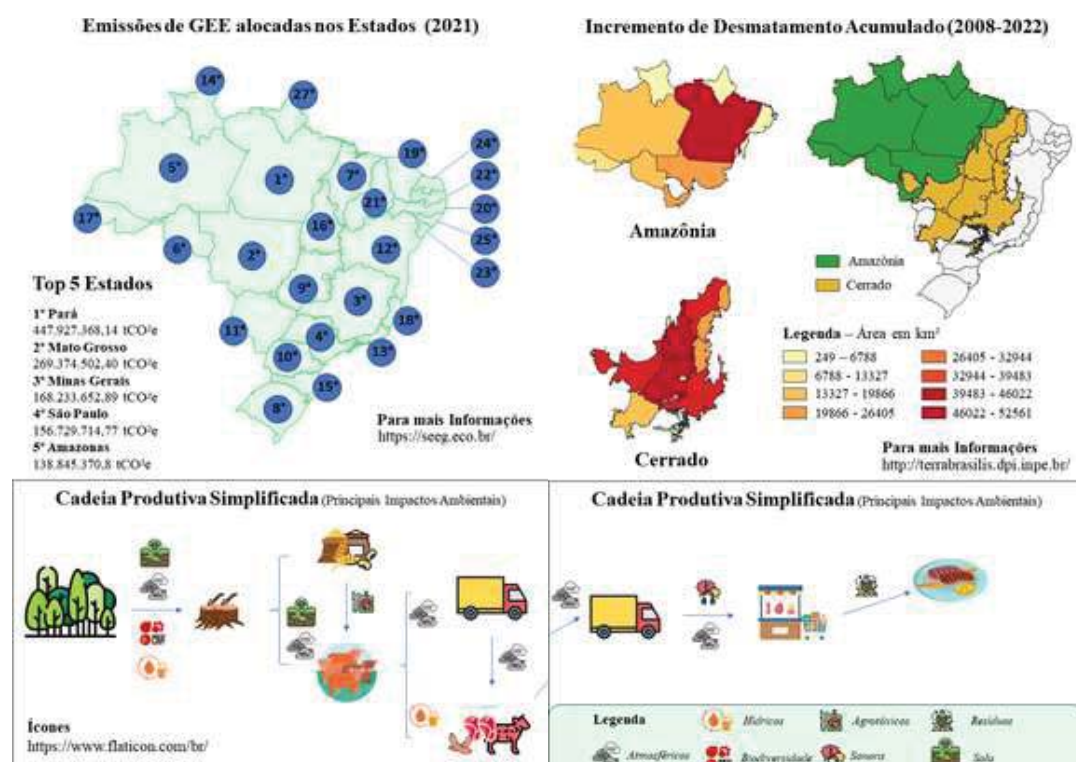 Emissões de GEE alocadas nos Estados (2021)
14°
27°
5°
1°
7°
19°
24°
22°
20°
25°
23°
21°
17°
16°
6°
2°
12°
9°
3°
11°
4°
18°
10°
13°
15°
8°
Top 5 Estados
1º Pará
447.927.368,14 tCO²e
2º Mato Grosso
269.374.502,40 tCO²e
3º Minas Gerais
168.233.652,89 tCO²e
4º São Paulo
156.729.714,77 tCO²e
5º Amazonas
138.845.370,8 tCO²e
Para mais Informações
https://seeg.eco.br/
Incremento de Desmatamento Acumulado (2008-2022)
Amazônia
Cerrado
Amazônia
Cerrado
Legenda – Área em km²
249 – 6788
6788 - 13327
13327 - 19866
19866 - 26405
26405 - 32944
32944 - 39483
39483 - 46022
46022 - 52561
Para mais Informações
http://terrabrasilis.dpi.inpe.br/
Cadeia Produtiva Simplificada (Principais Impactos Ambientais)
Ícones
https://www.flaticon.com/br/
Cadeia Produtiva Simplificada (Principais Impactos Ambientais)
Legenda
Hídricos
Agrotóxicos
Resíduos
Atmosféricos
Biodiversidade
Sonora
Solo